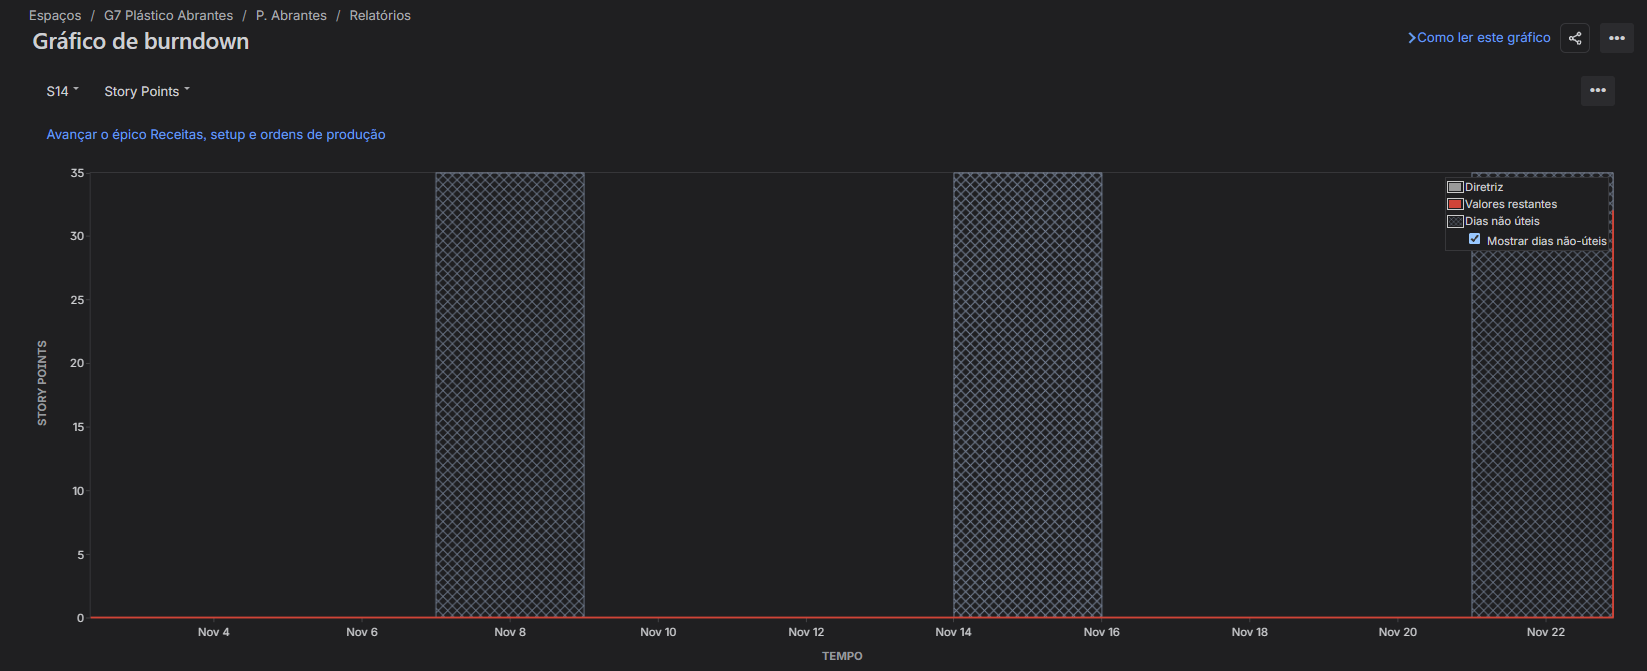 Espaços / G7 Plástico Abrantes / P. Abrantes / Relatórios
Gráfico de burndown
Como ler este gráfico
S14 Story Points
Avançar o épico Receitas, setup e ordens de produção
Diretriz
Valores restantes
Dias não úteis
Mostrar dias não-úteis
STORY POINTS
35
30
25
20
15
10
5
0
Nov 4 Nov 6 Nov 8 Nov 10 Nov 12 Nov 14 Nov 16 Nov 18 Nov 20 Nov 22
TEMPO